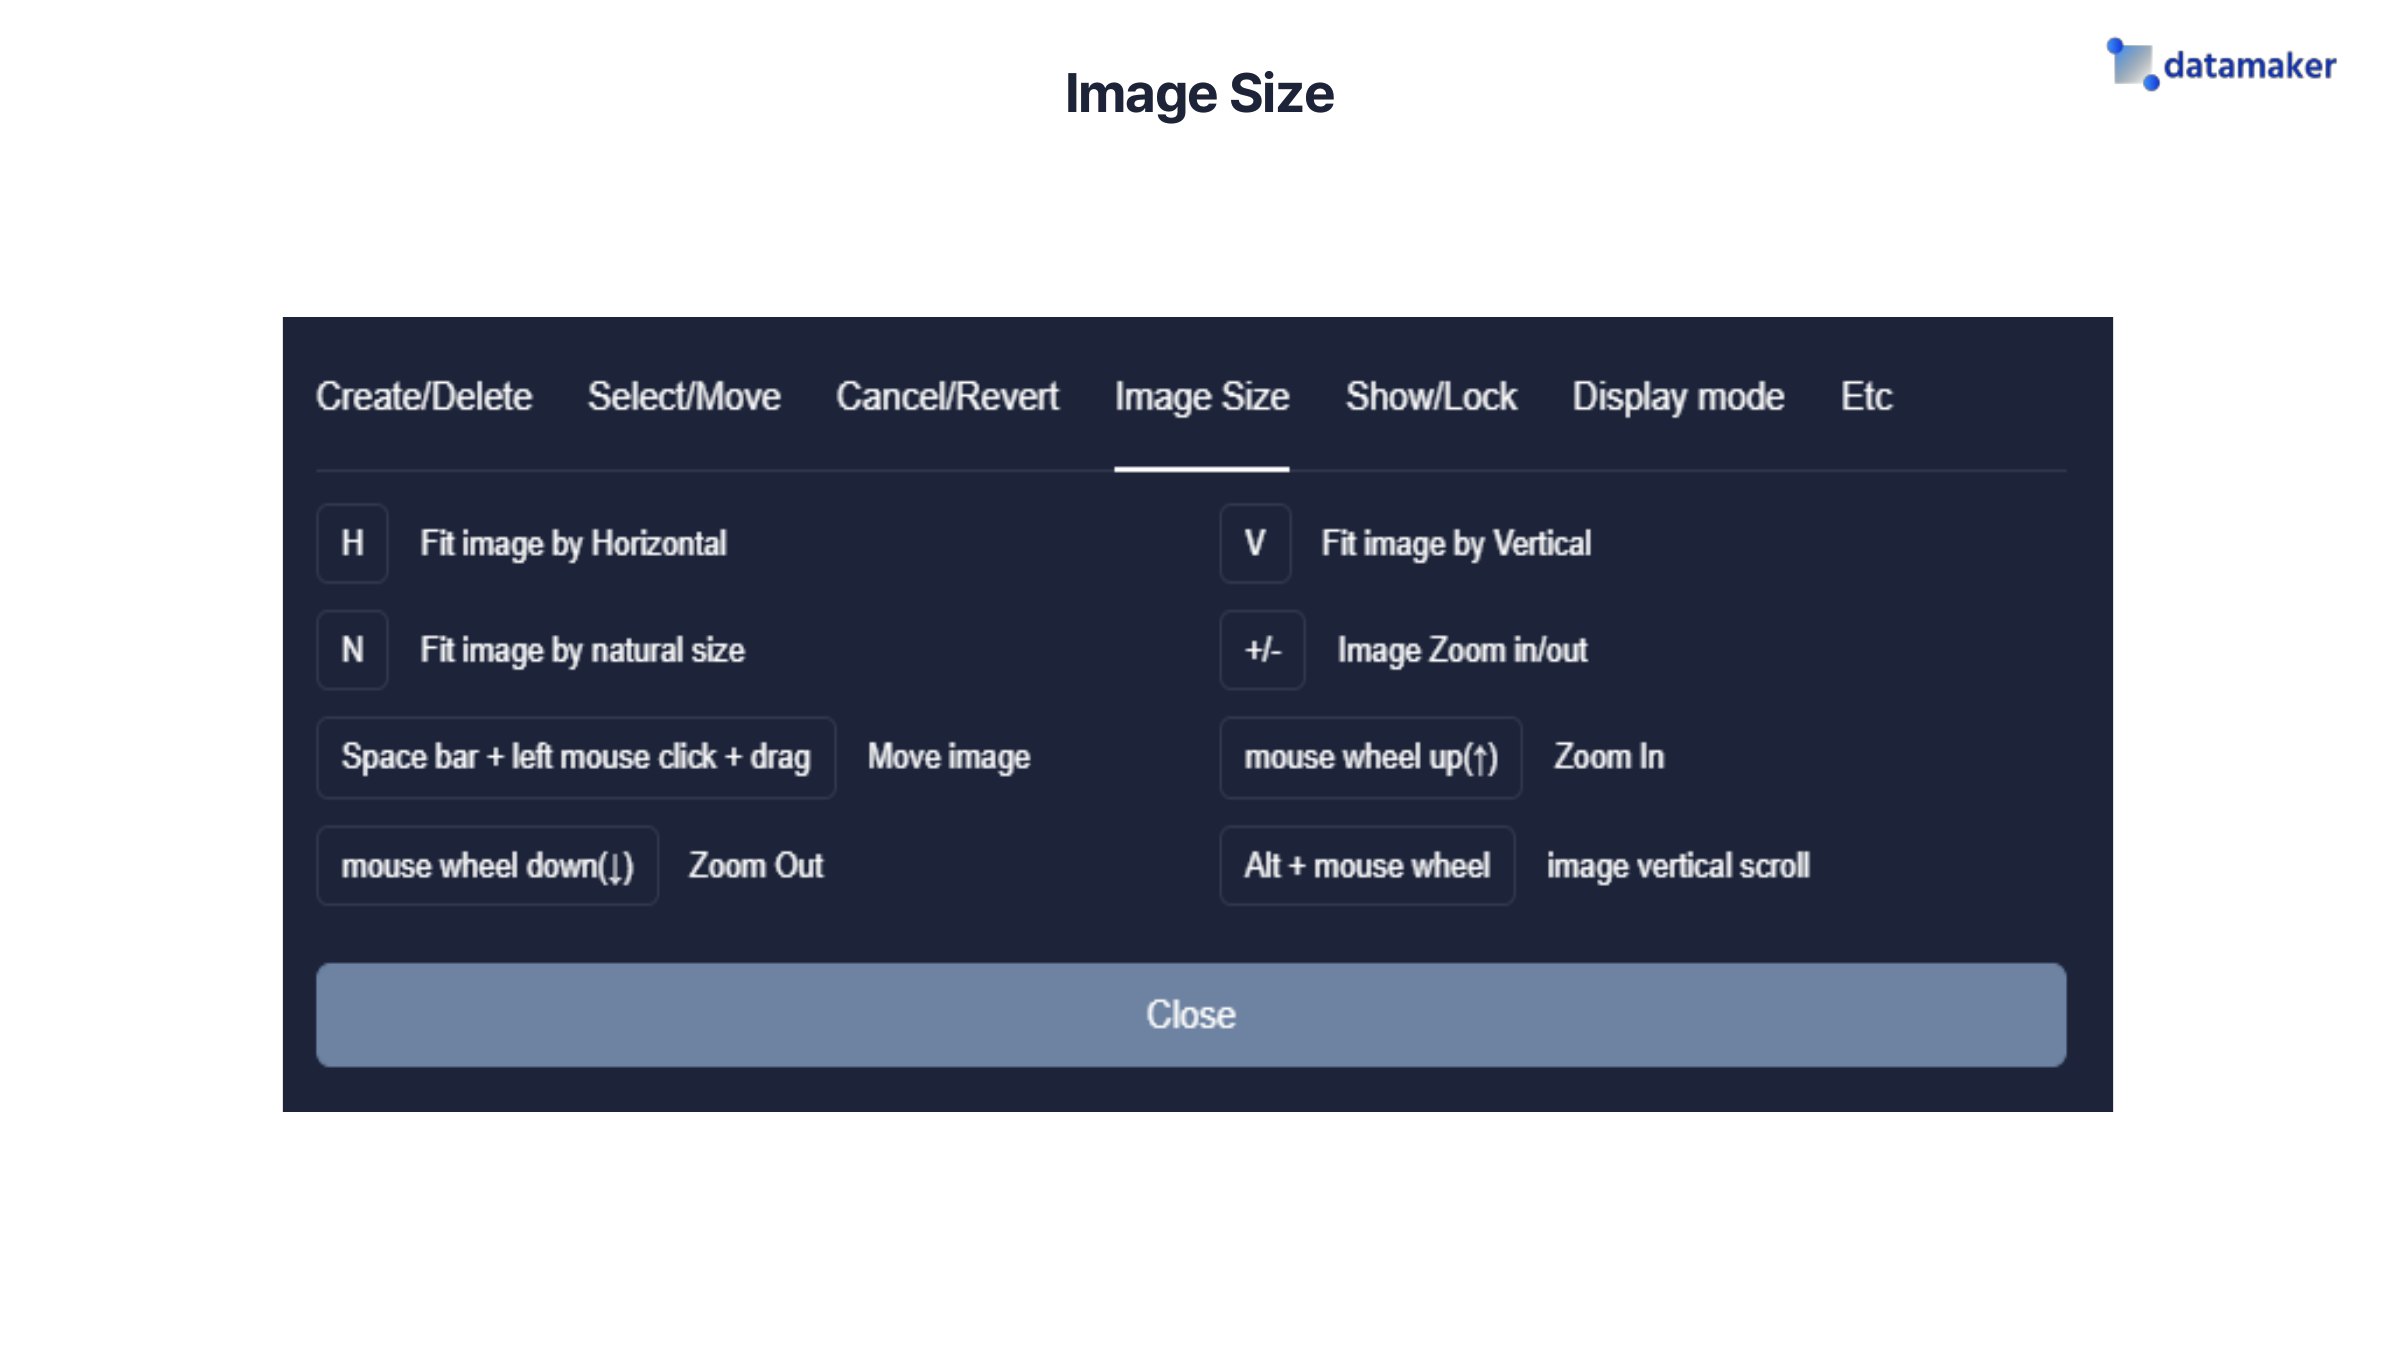 Image Size
datamaker
Create/Delete Select/Move Cancel/Revert Image Size Show/Lock Display mode Etc
H Fit image by Horizontal V Fit image by Vertical
N Fit image by natural size +/- Image Zoom in/out
Space bar + left mouse click + drag Move image mouse wheel up(↑) Zoom In
mouse wheel down(↓) Zoom Out Alt + mouse wheel image vertical scroll
Close